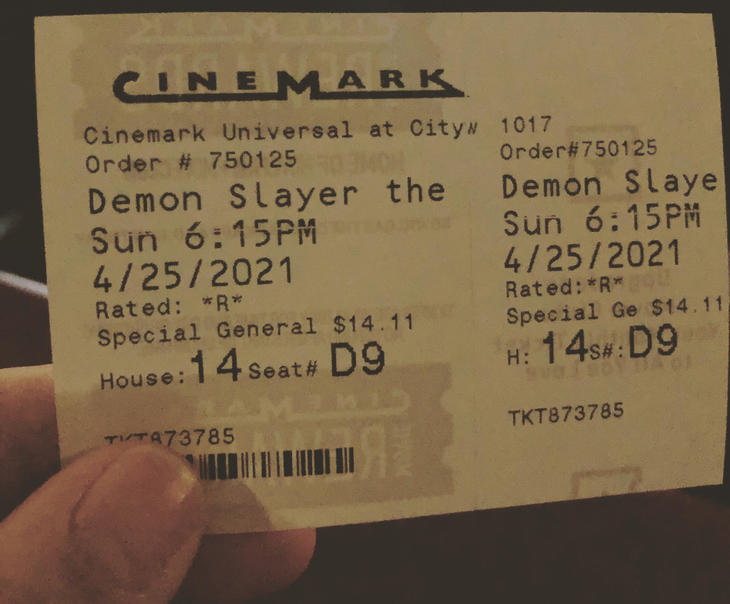 CINEMARK
Cinemark Universal at City#
Order # 750125
Demon Slayer the
Sun 6:15PM
4/25/2021
Rated: *R*
Special General $14.11
House:14 Seat# D9
TKT873785
1017
Order#750125
Demon Slaye
Sun 6:15PM
4/25/2021
Rated:*R*
Special Ge $14.11
H: 14 S#: D9
TKT873785